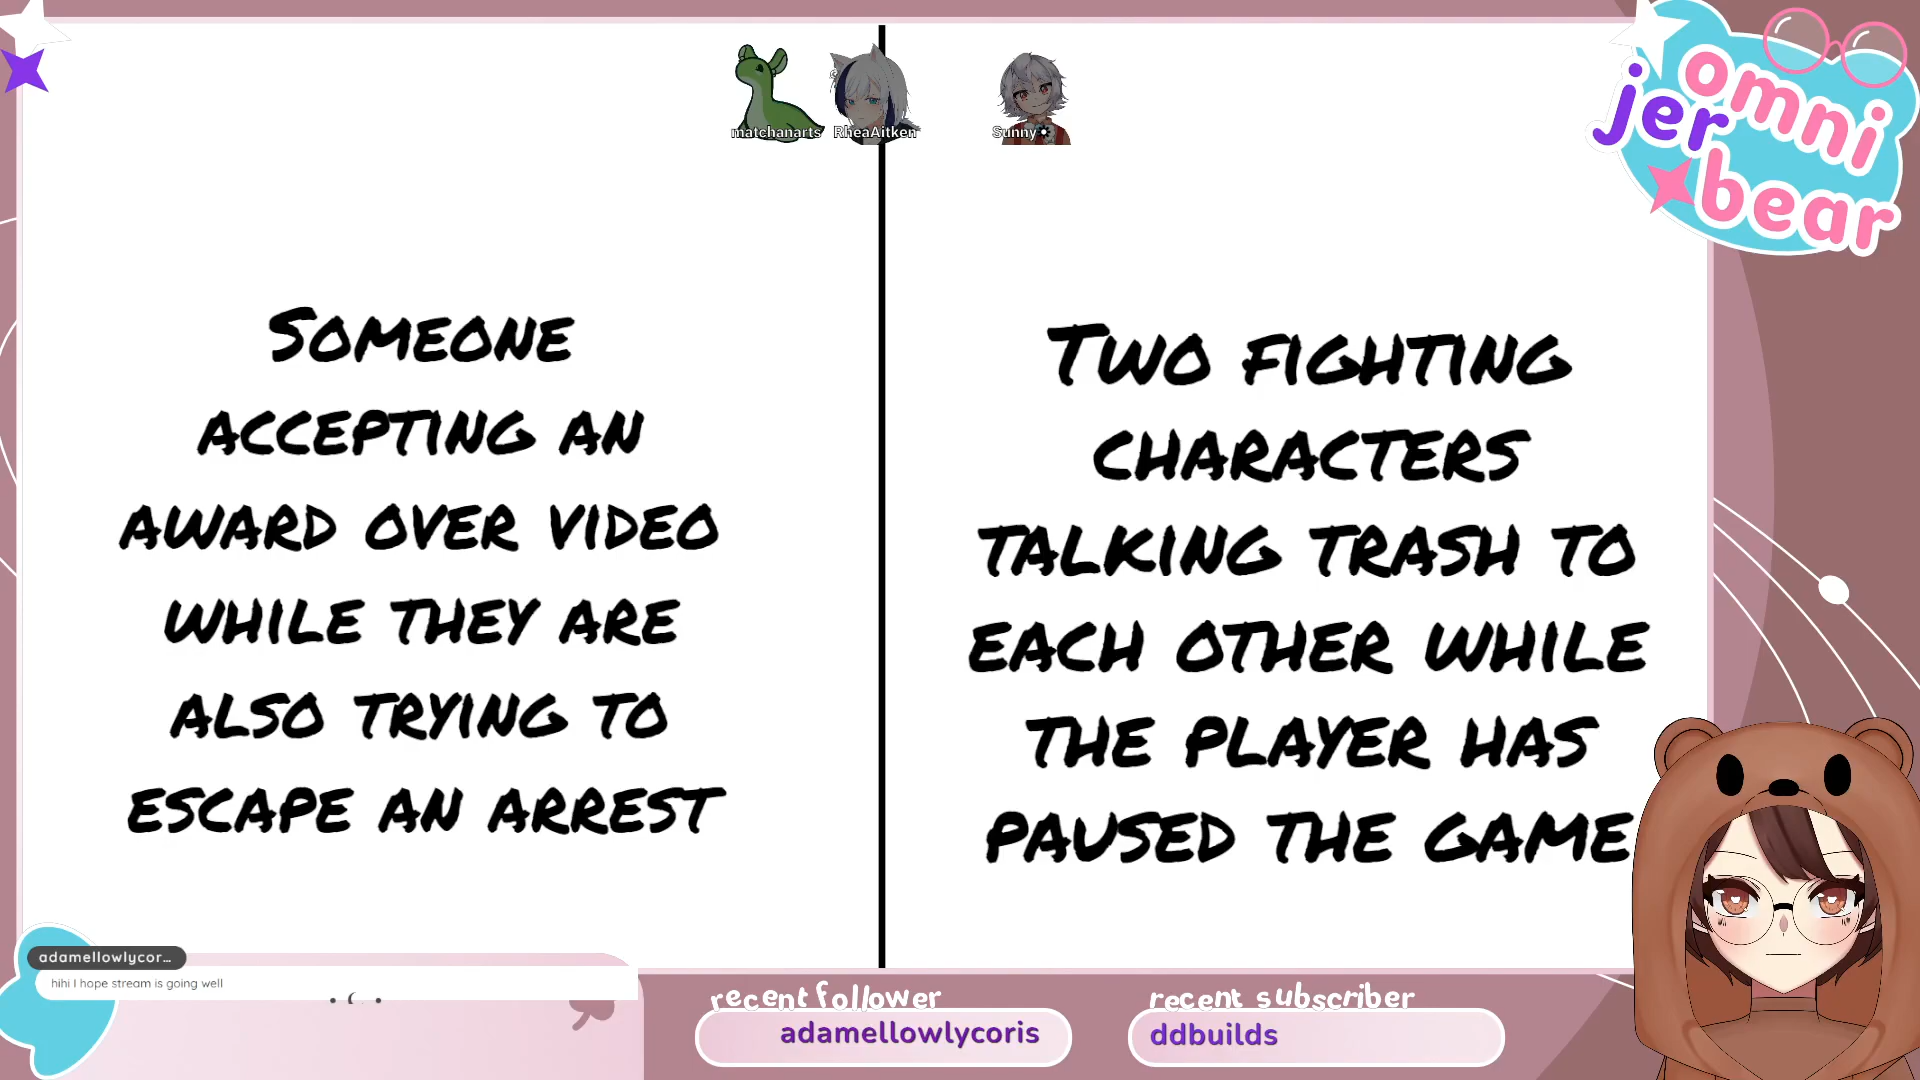 matchanarts RheaAitken Sunny☀
omni
jer
bear
Someone
accepting an
award over video
while they are
also trying to
escape an arrest
Two fighting
characters
talking trash to
each other while
the player has
paused the game
adamellowlycor...
hihi I hope stream is going well
recent follower
adamellowlycoris
recent subscriber
ddbuilds